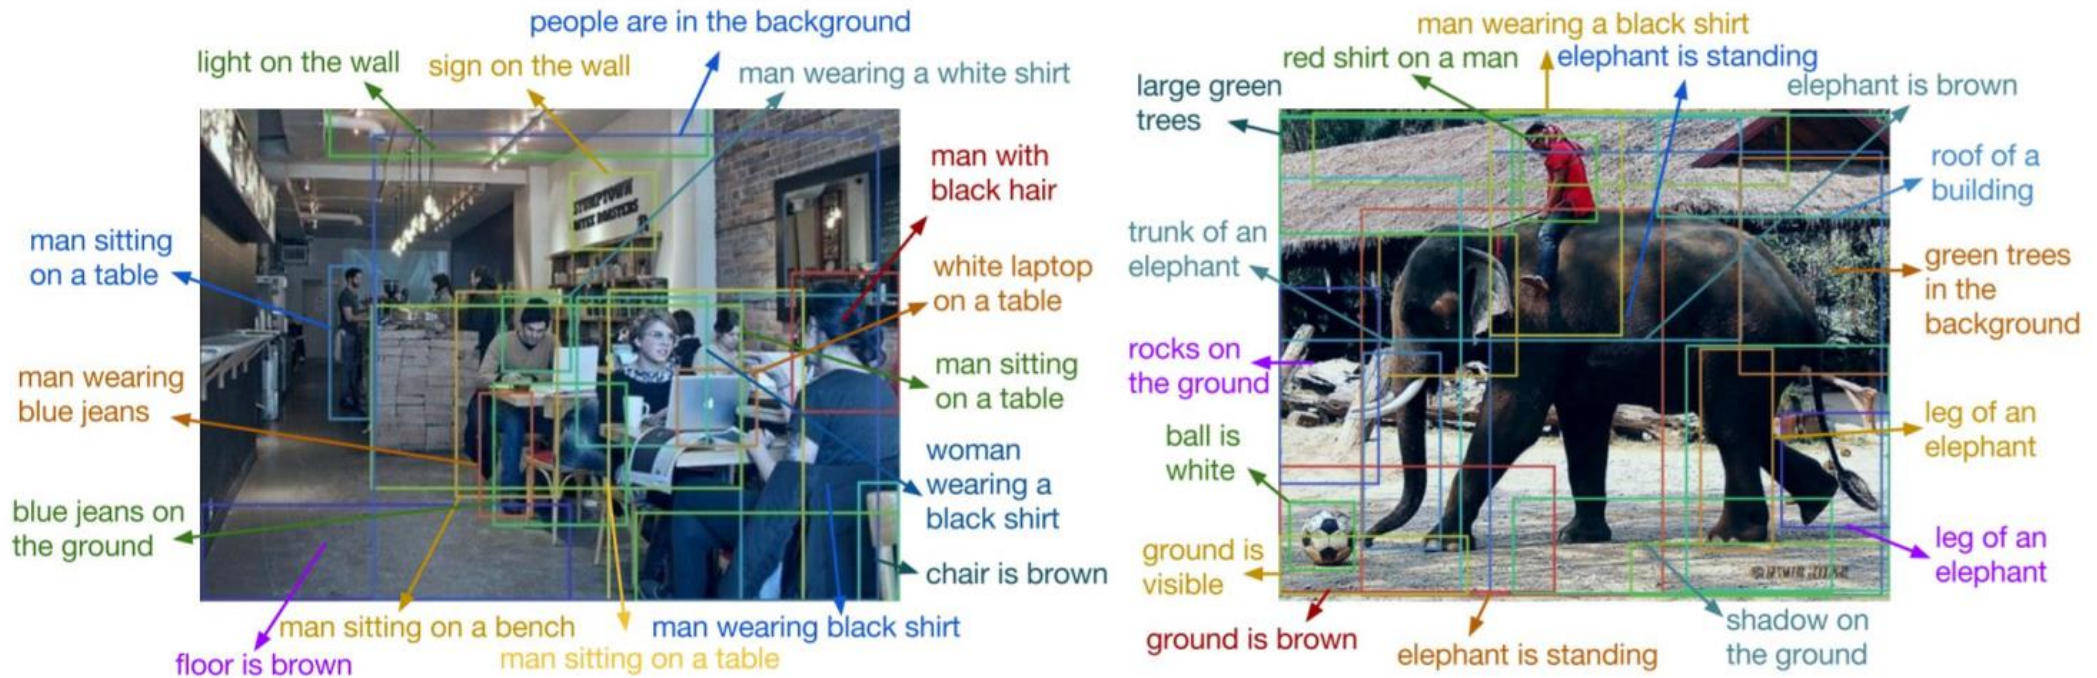 people are in the background
light on the wall
sign on the wall
man wearing a white shirt
man with
black hair
man sitting
on a table
white laptop
on a table
man wearing
blue jeans
man sitting
on a table
woman
wearing a
black shirt
blue jeans on
the ground
chair is brown
man sitting on a bench
man wearing black shirt
man sitting on a table
floor is brown
STUMPTOWN
COFFEE ROASTERS
man wearing a black shirt
red shirt on a man
elephant is standing
large green
trees
elephant is brown
roof of a
building
trunk of an
elephant
green trees
in the
background
rocks on
the ground
leg of an
elephant
ball is
white
ground is
visible
leg of an
elephant
ground is brown
elephant is standing
shadow on
the ground